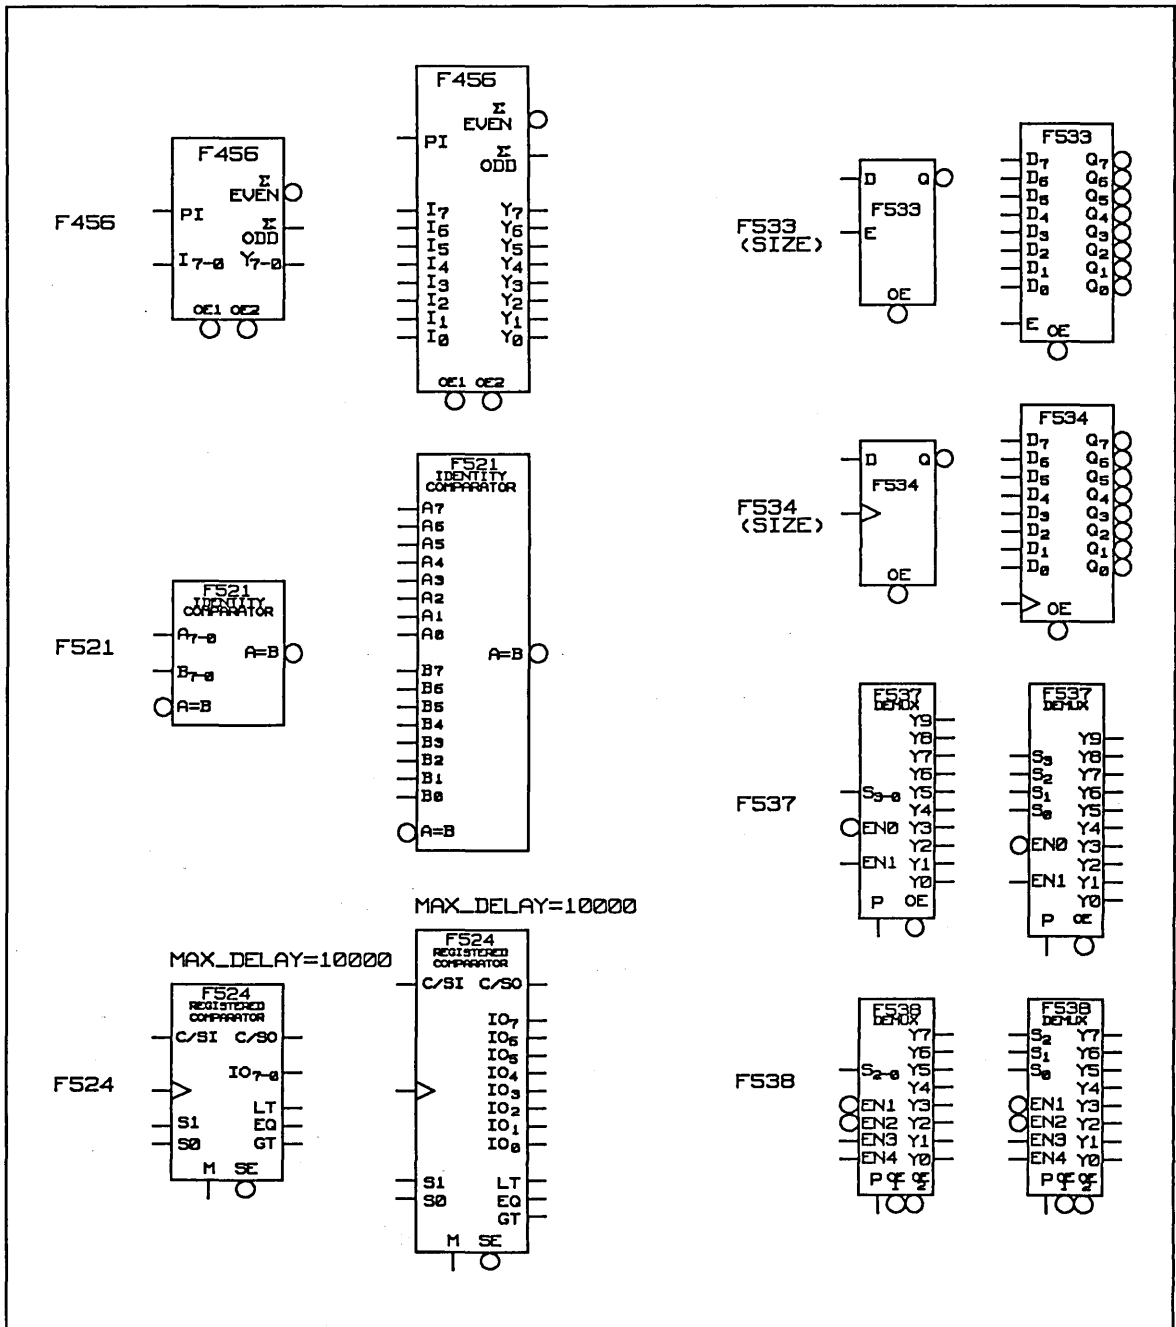 F456
F456
Σ
EVEN
PI
Σ
ODD
I7-0 Y7-0
OE1 OE2
F456
Σ
EVEN
PI
Σ
ODD
I7 Y7
I6 Y6
I5 Y5
I4 Y4
I3 Y3
I2 Y2
I1 Y1
I0 Y0
OE1 OE2
F521
F521
IDENTITY
COMPARATOR
A7-0
A=B
B7-0
A=B
F521
IDENTITY
COMPARATOR
A7
A6
A5
A4
A3
A2
A1
A0
A=B
B7
B6
B5
B4
B3
B2
B1
B0
A=B
F524
MAX_DELAY=10000
F524
REGISTERED
COMPARATOR
C/SI C/SO
IO7-0
LT
S1 EQ
S0 GT
M SE
MAX_DELAY=10000
F524
REGISTERED
COMPARATOR
C/SI C/SO
IO7
IO6
IO5
IO4
IO3
IO2
IO1
IO0
S1 LT
S0 EQ
GT
M SE
F533
(SIZE)
D Q
F533
E
OE
F533
D7 Q7
D6 Q6
D5 Q5
D4 Q4
D3 Q3
D2 Q2
D1 Q1
D0 Q0
E OE
F534
(SIZE)
D Q
F534
OE
F534
D7 Q7
D6 Q6
D5 Q5
D4 Q4
D3 Q3
D2 Q2
D1 Q1
D0 Q0
OE
F537
F537
DEMUX
Y9
Y8
Y7
Y6
S3-0 Y5
Y4
EN0 Y3
Y2
EN1 Y1
Y0
P OE
F537
DEMUX
Y9
S3 Y8
S2 Y7
S1 Y6
S0 Y5
Y4
EN0 Y3
Y2
EN1 Y1
Y0
P OE
F538
F538
DEMUX
Y7
Y6
S2-0 Y5
Y4
EN1 Y3
EN2 Y2
EN3 Y1
EN4 Y0
P OE OE
1 2
F538
DEMUX
S2 Y7
S1 Y6
S0 Y5
Y4
EN1 Y3
EN2 Y2
EN3 Y1
EN4 Y0
P OE OE
1 2